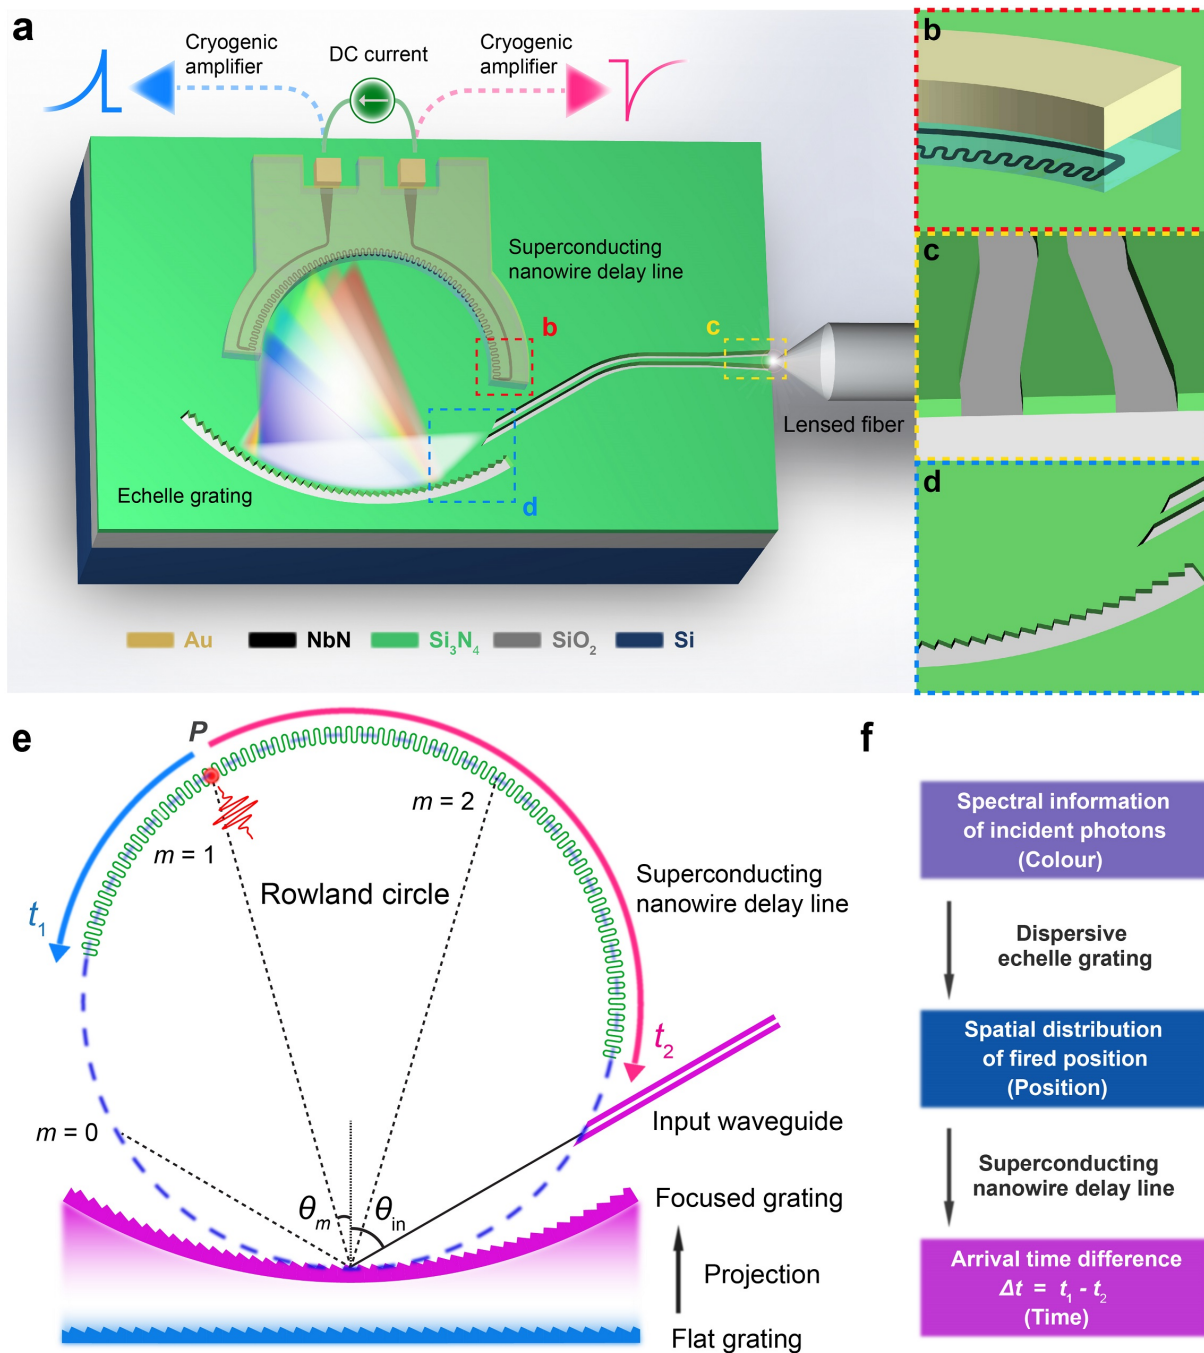 a
Cryogenic
amplifier
DC current
Cryogenic
amplifier
Superconducting
nanowire delay line
b
c
Lensed fiber
Echelle grating
d
Au NbN Si₃N₄ SiO₂ Si
b
c
d
e
P
m = 2
m = 1
Rowland circle
Superconducting
nanowire delay line
t₁
t₂
m = 0
Input waveguide
θₘ
θin
Focused grating
Projection
Flat grating
f
Spectral information
of incident photons
(Colour)
Dispersive
echelle grating
Spatial distribution
of fired position
(Position)
Superconducting
nanowire delay line
Arrival time difference
Δt = t₁ - t₂
(Time)